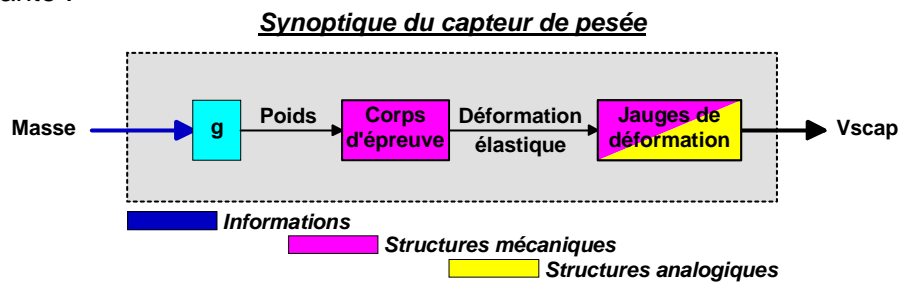 Synoptique du capteur de pesée
Masse
g
Poids
Corps
d'épreuve
Déformation
élastique
Jauges de
déformation
Vscap
Informations
Structures mécaniques
Structures analogiques